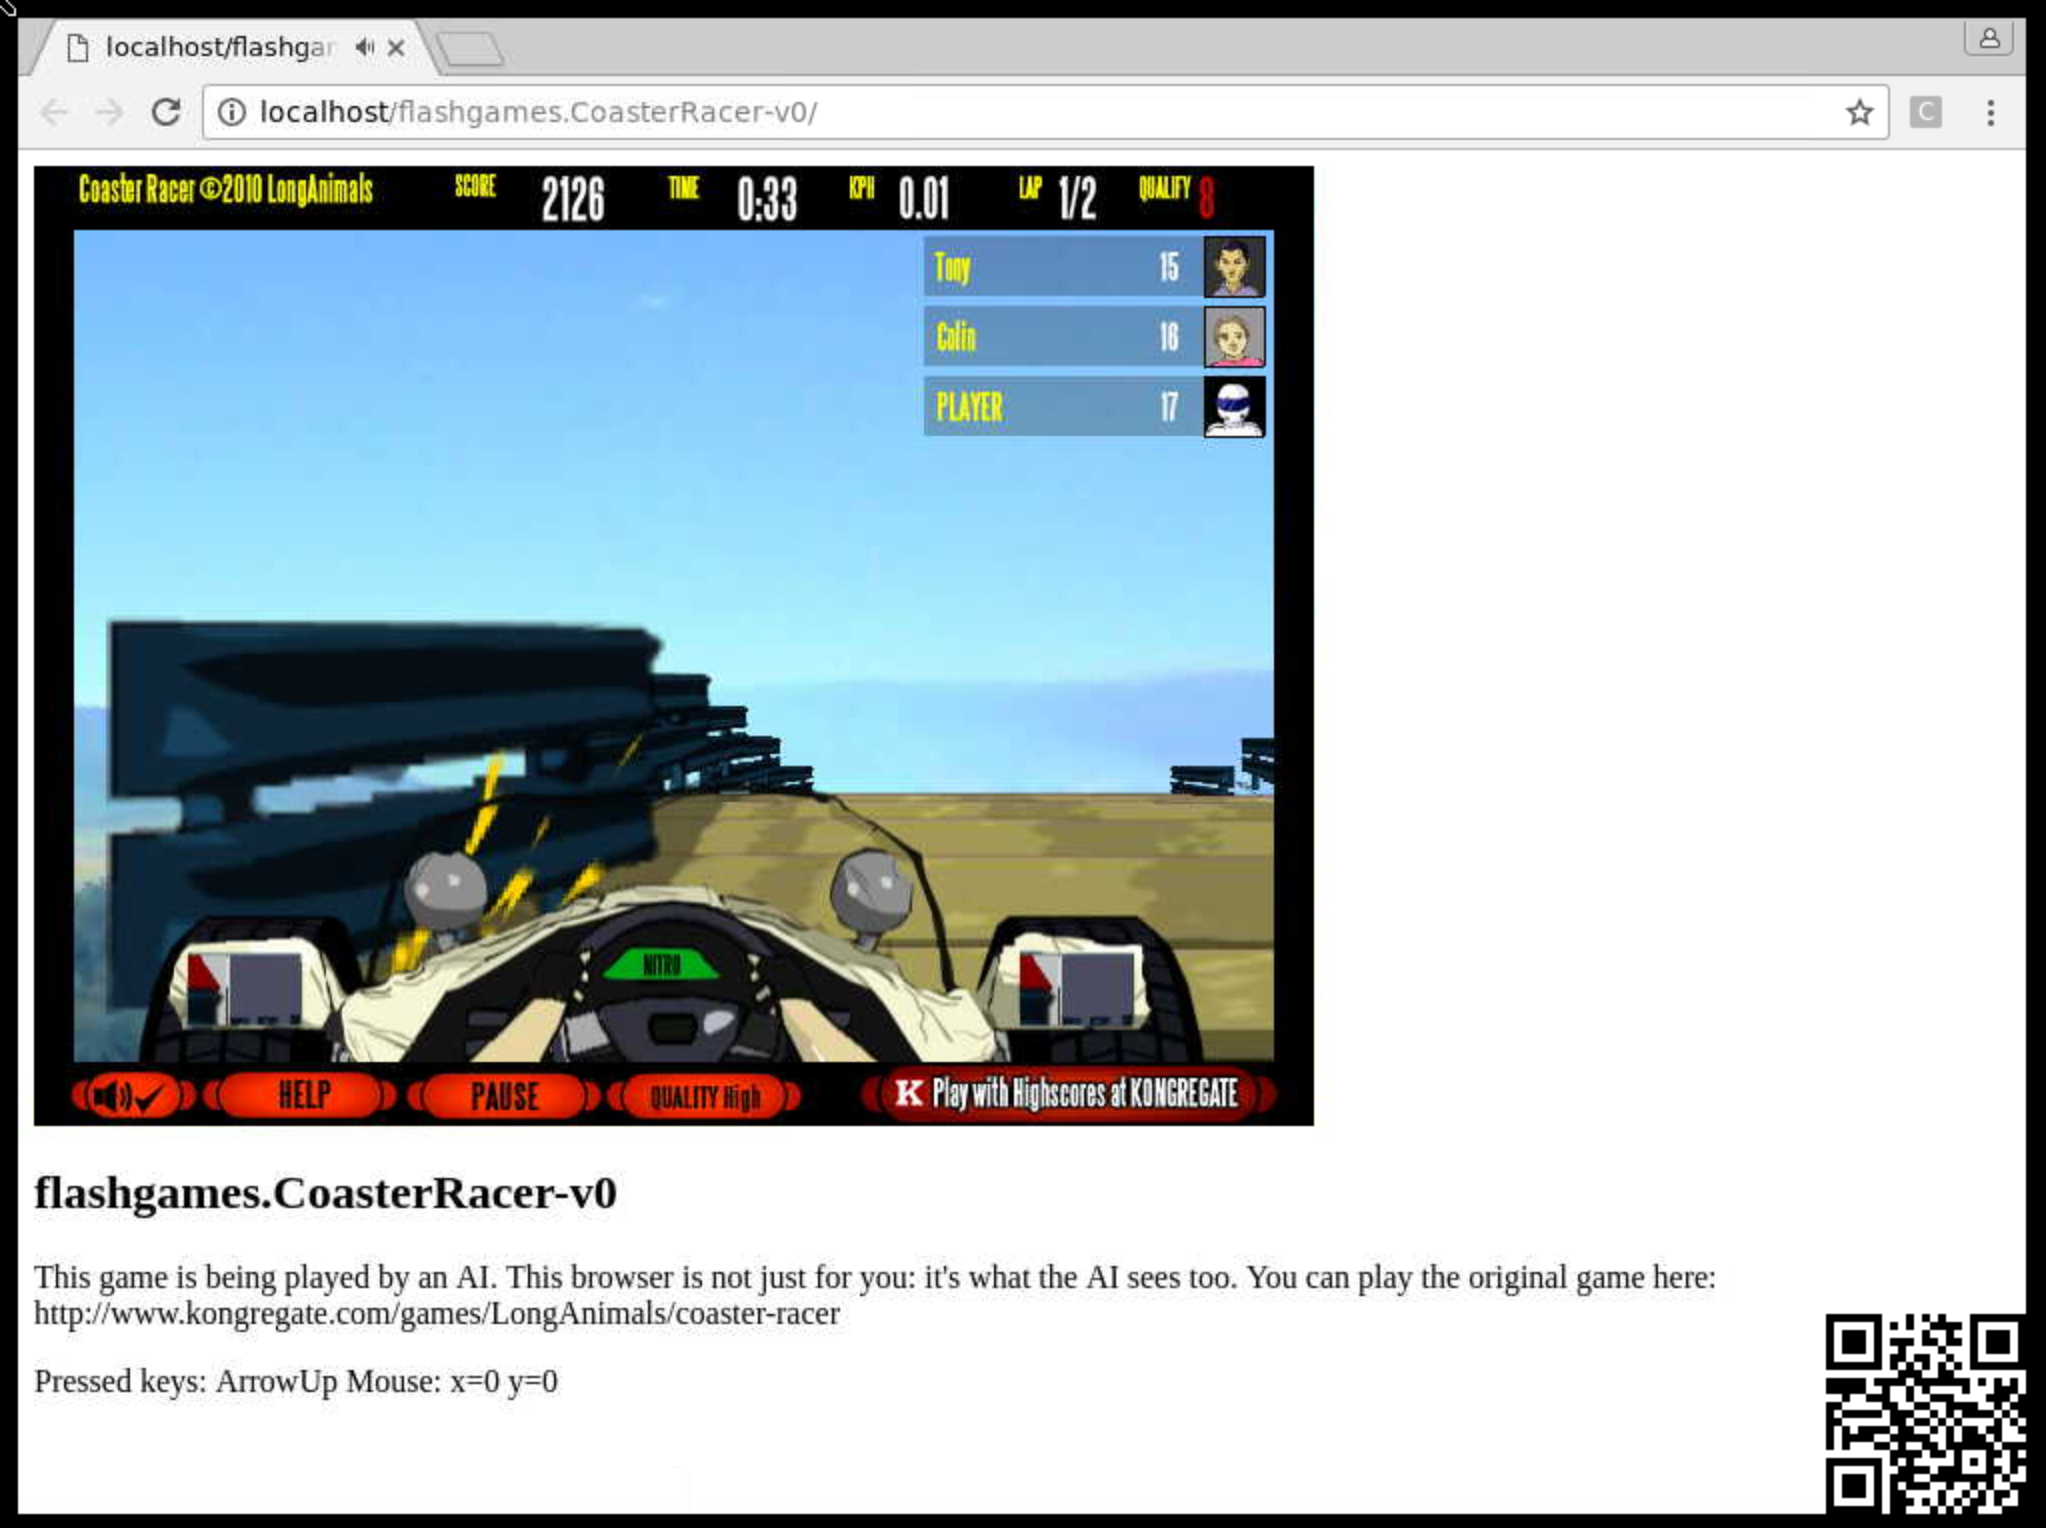 localhost/flashgar
localhost/flashgames.CoasterRacer-v0/
C
Coaster Racer ©2010 LongAnimals SCORE 2126 TIME 0:33 KPH 0.01 LAP 1/2 QUALIFY 8
Tony 15
Colin 16
PLAYER 17
NITRO
HELP PAUSE QUALITY High K Play with Highscores at KONGREGATE
flashgames.CoasterRacer-v0
This game is being played by an AI. This browser is not just for you: it's what the AI sees too. You can play the original game here:
http://www.kongregate.com/games/LongAnimals/coaster-racer
Pressed keys: ArrowUp Mouse: x=0 y=0